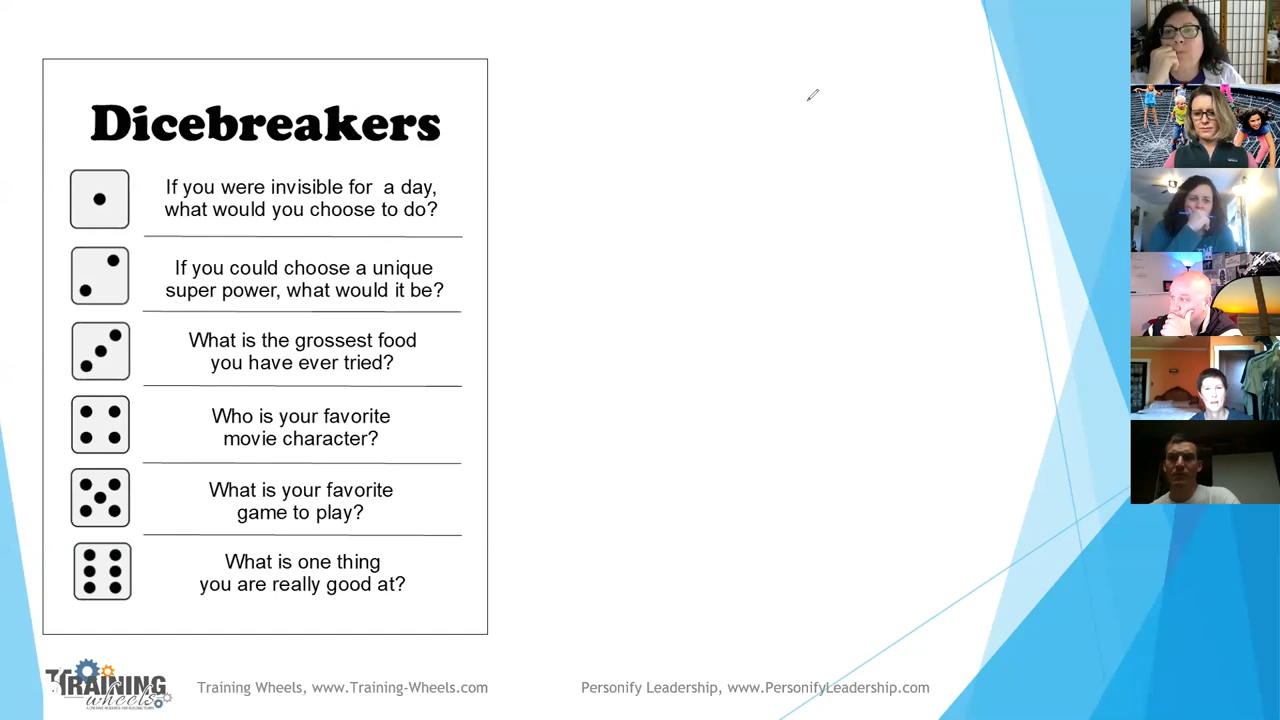 Dicebreakers
If you were invisible for a day,
what would you choose to do?
If you could choose a unique
super power, what would it be?
What is the grossest food
you have ever tried?
Who is your favorite
movie character?
What is your favorite
game to play?
What is one thing
you are really good at?
TRAINING
wheels
Training Wheels, www.Training-Wheels.com
Personify Leadership, www.PersonifyLeadership.com